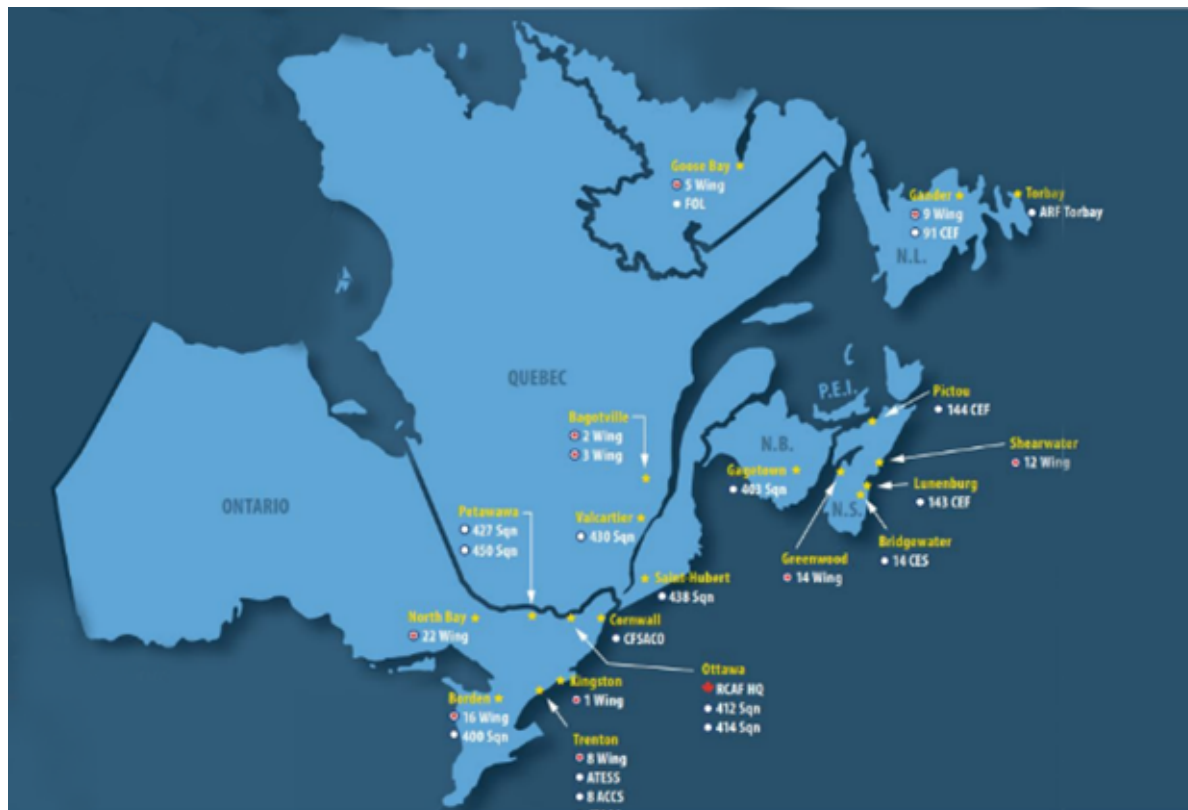 Goose Bay
5 Wing
FOL
Gander
9 Wing
91 CEF
N.L.
Torbay
ARF Torbay
QUEBEC
Bagotville
2 Wing
3 Wing
P.E.I.
Pictou
144 CEF
N.B.
Gagetown
403 Sqn
Shearwater
12 Wing
Lunenburg
143 CEF
N.S.
Bridgewater
14 CES
Greenwood
14 Wing
ONTARIO
Petawawa
427 Sqn
450 Sqn
Valcartier
430 Sqn
Saint-Hubert
438 Sqn
North Bay
22 Wing
Cornwall
CFSACO
Ottawa
RCAF HQ
412 Sqn
414 Sqn
Kingston
1 Wing
Borden
16 Wing
400 Sqn
Trenton
8 Wing
ATESS
8 ACCS